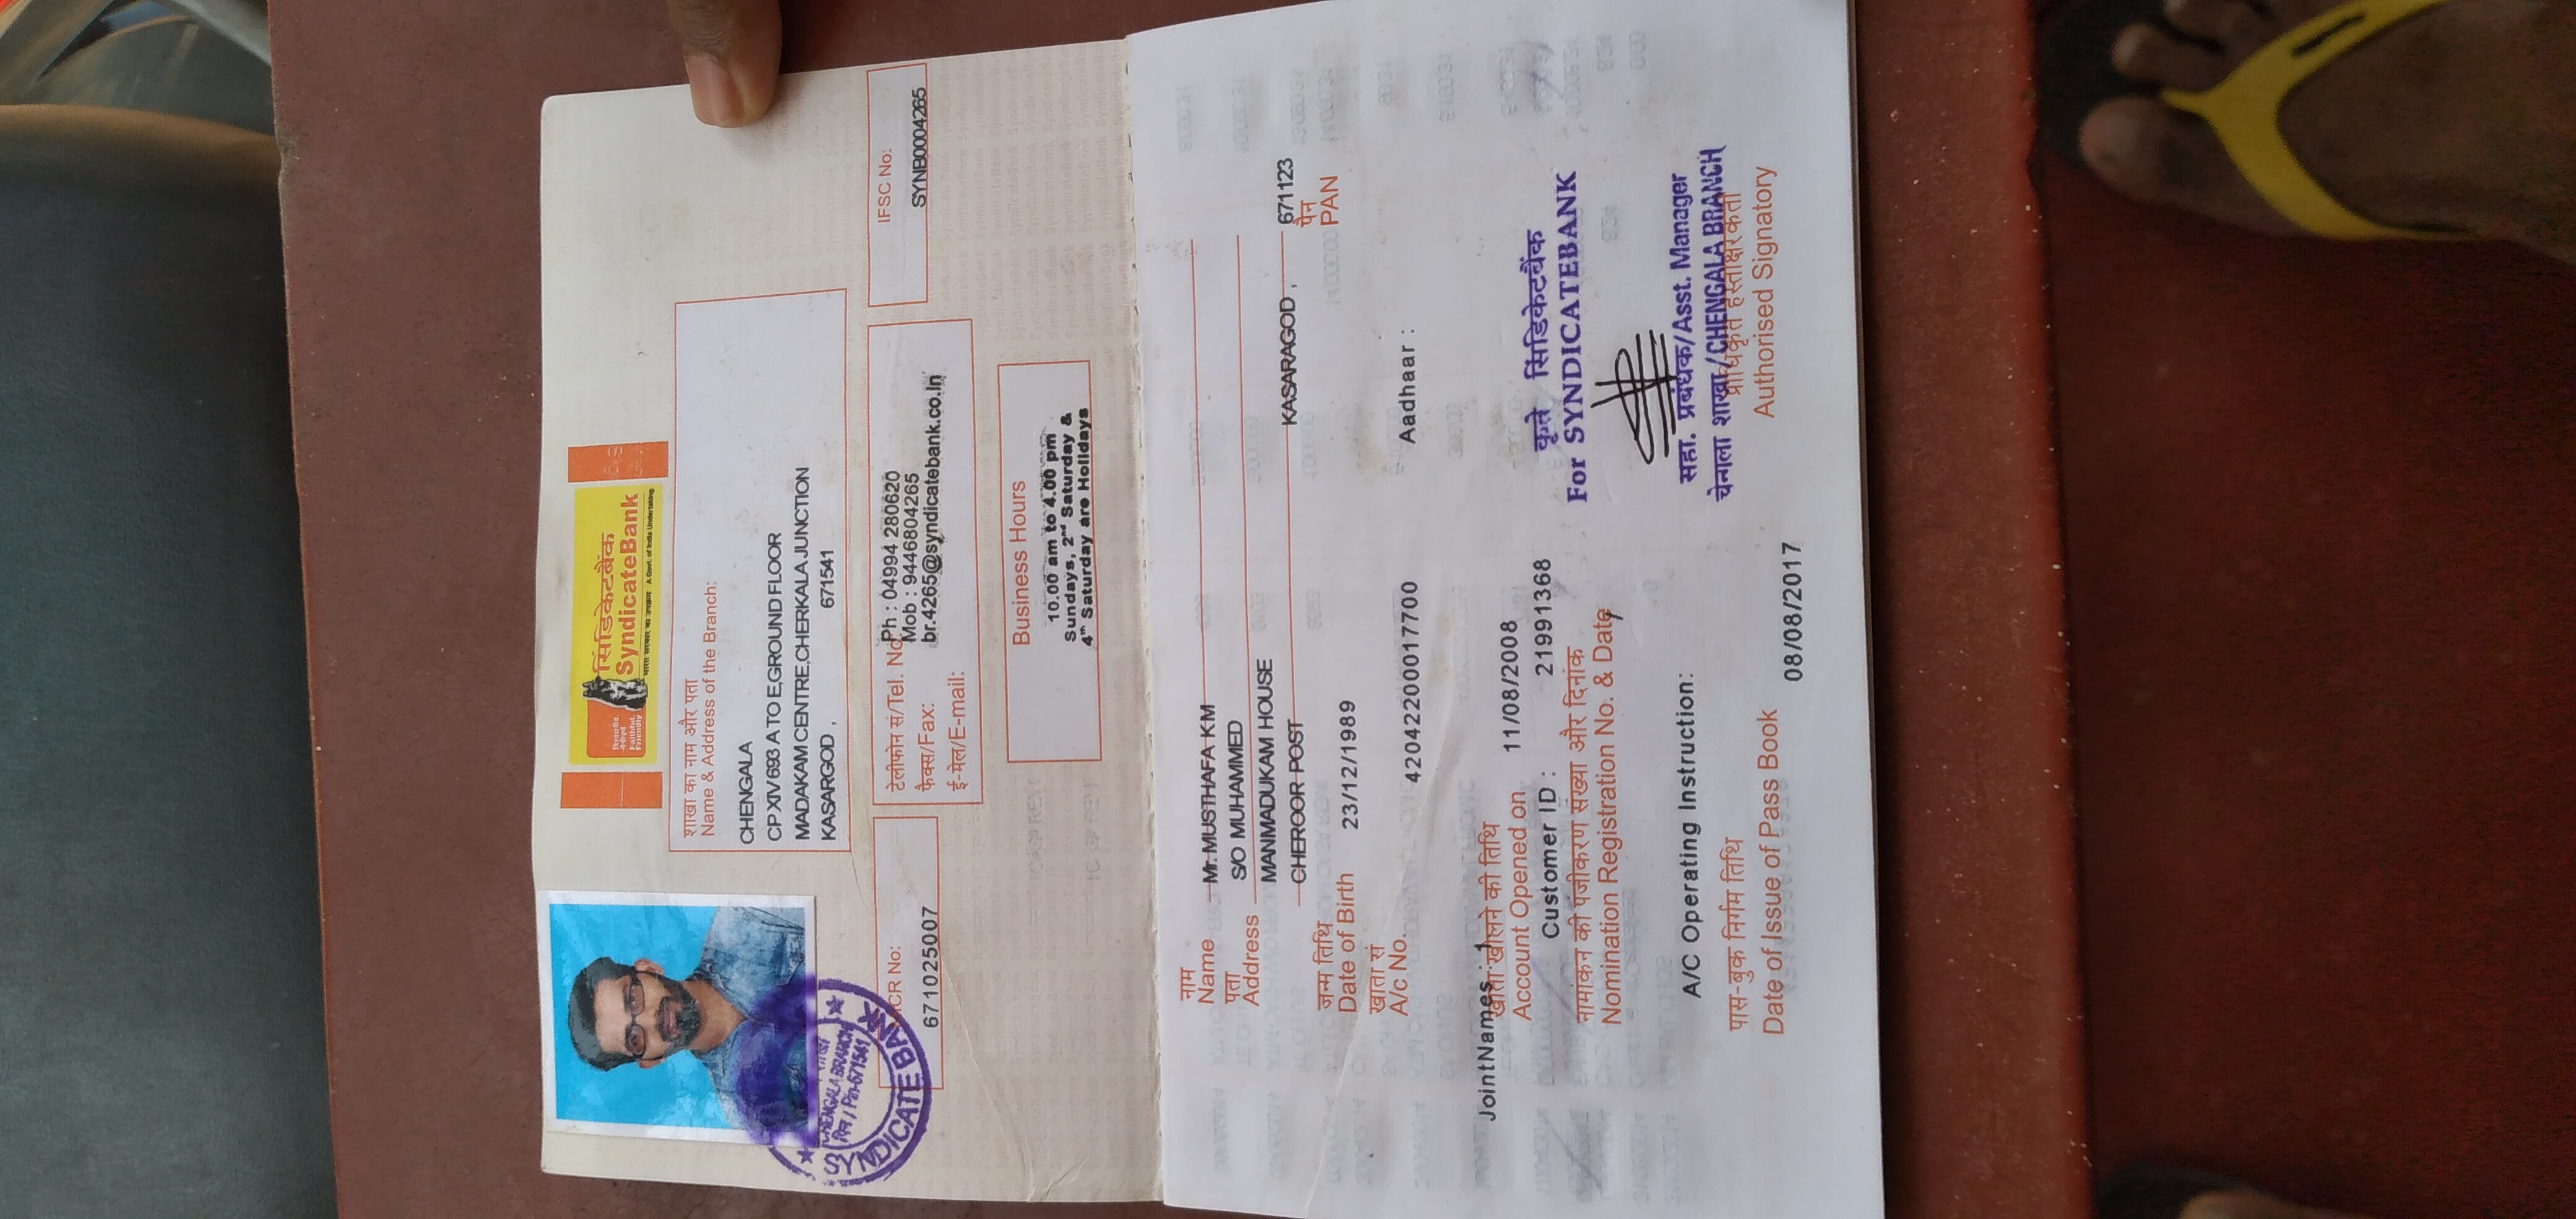 विश्वसनीय, मैत्रीपूर्ण
Faithful, Friendly
सिंडिकेटबैंक
SyndicateBank
भारत सरकार का उपक्रम A Govt. of India Undertaking
शाखा का नाम और पता
Name & Address of the Branch:
CHENGALA
CP XIV 693 A TO E,GROUND FLOOR
MADAKAM CENTRE,CHERKALA JUNCTION
KASARGOD , 671541
शाखा
CHENGALA BRANCH
पिन / Pin-671541
SYNDICATE BANK
CR No:
671025007
टेलीफोन सं/Tel. No Ph : 04994 280620
Mob : 9446804265
फैक्स/Fax: br.4265@syndicatebank.co.in
ई-मेल/E-mail:
IFSC No:
SYNB0004265
Business Hours
10.00 am to 4.00 pm
Sundays, 2nd Saturday &
4th Saturday are Holidays
नाम
Name Mr. MUSTHAFA K M
पता S/O MUHAMMED
Address
MANMADUKAM HOUSE
CHEROOR POST KASARAGOD , 671123
जन्म तिथि पैन
Date of Birth 23/12/1989 PAN
खाता सं
A/c No. 42042200017700 Aadhaar :
JointNames : 1
खाता खोलने की तिथि
Account Opened on 11/08/2008
Customer ID : 21991368
नामांकन की पंजीकरण संख्या और दिनांक
Nomination Registration No. & Date
कृते सिंडिकेटबैंक
For SYNDICATEBANK
सहा. प्रबंधक/Asst. Manager
चेन्गला शाखा/CHENGALA BRANCH
A/C Operating Instruction:
पास-बुक निर्गम तिथि प्राधिकृत हस्ताक्षरकर्ता
Date of Issue of Pass Book Authorised Signatory
08/08/2017